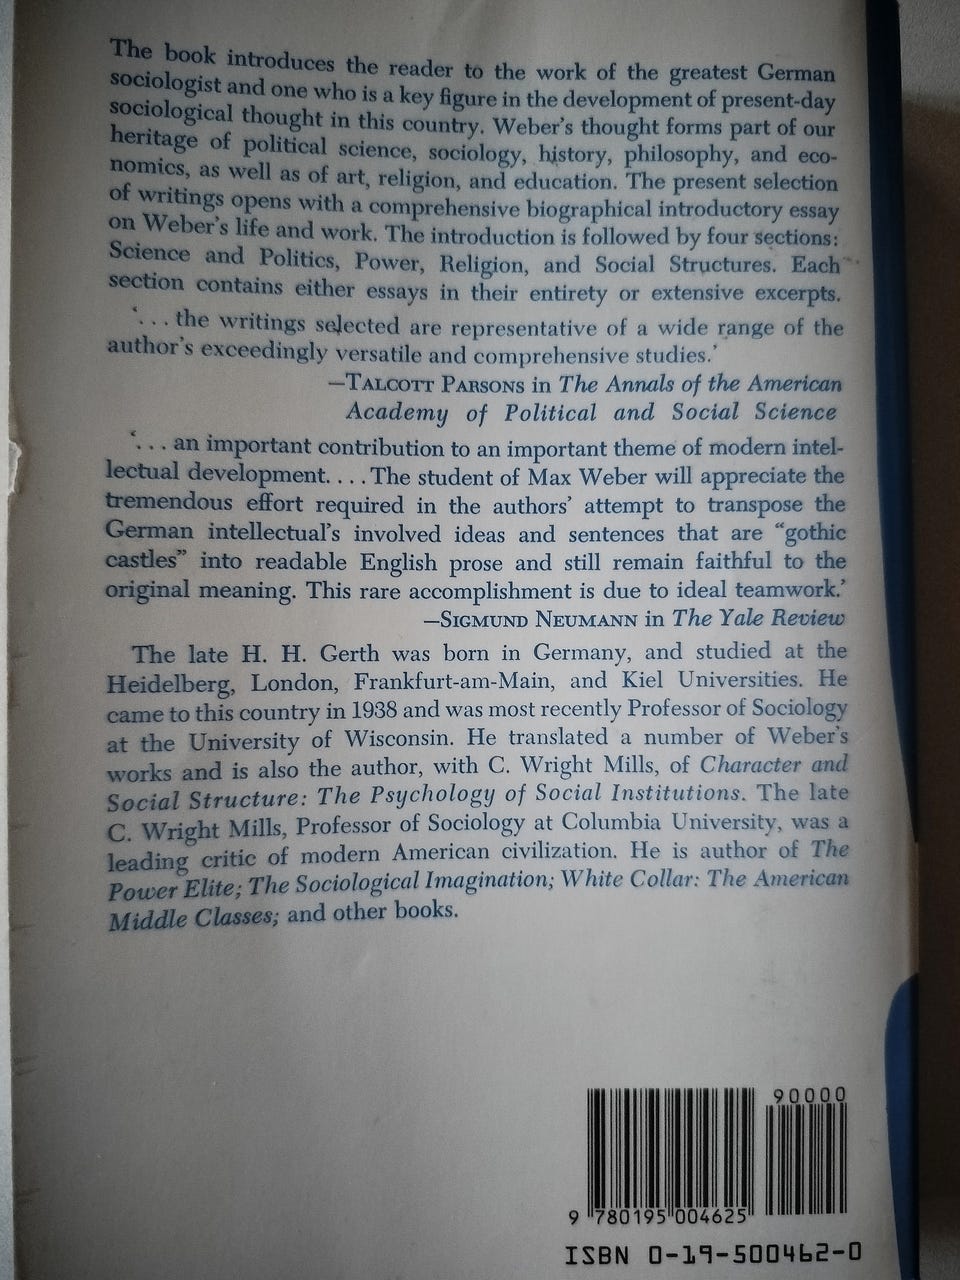 The book introduces the reader to the work of the greatest German
sociologist and one who is a key figure in the development of present-day
sociological thought in this country. Weber's thought forms part of our
heritage of political science, sociology, history, philosophy, and eco-
nomics, as well as of art, religion, and education. The present selection
of writings opens with a comprehensive biographical introductory essay
on Weber's life and work. The introduction is followed by four sections:
Science and Politics, Power, Religion, and Social Structures. Each
section contains either essays in their entirety or extensive excerpts.
'. . . the writings selected are representative of a wide range of the
author's exceedingly versatile and comprehensive studies.'
—TALCOTT PARSONS in The Annals of the American
Academy of Political and Social Science
'. . . an important contribution to an important theme of modern intel-
lectual development. . . . The student of Max Weber will appreciate the
tremendous effort required in the authors' attempt to transpose the
German intellectual's involved ideas and sentences that are "gothic
castles" into readable English prose and still remain faithful to the
original meaning. This rare accomplishment is due to ideal teamwork.'
—SIGMUND NEUMANN in The Yale Review
The late H. H. Gerth was born in Germany, and studied at the
Heidelberg, London, Frankfurt-am-Main, and Kiel Universities. He
came to this country in 1938 and was most recently Professor of Sociology
at the University of Wisconsin. He translated a number of Weber's
works and is also the author, with C. Wright Mills, of Character and
Social Structure: The Psychology of Social Institutions. The late
C. Wright Mills, Professor of Sociology at Columbia University, was a
leading critic of modern American civilization. He is author of The
Power Elite; The Sociological Imagination; White Collar: The American
Middle Classes; and other books.
90000
9 780195 004625
ISBN 0-19-500462-0